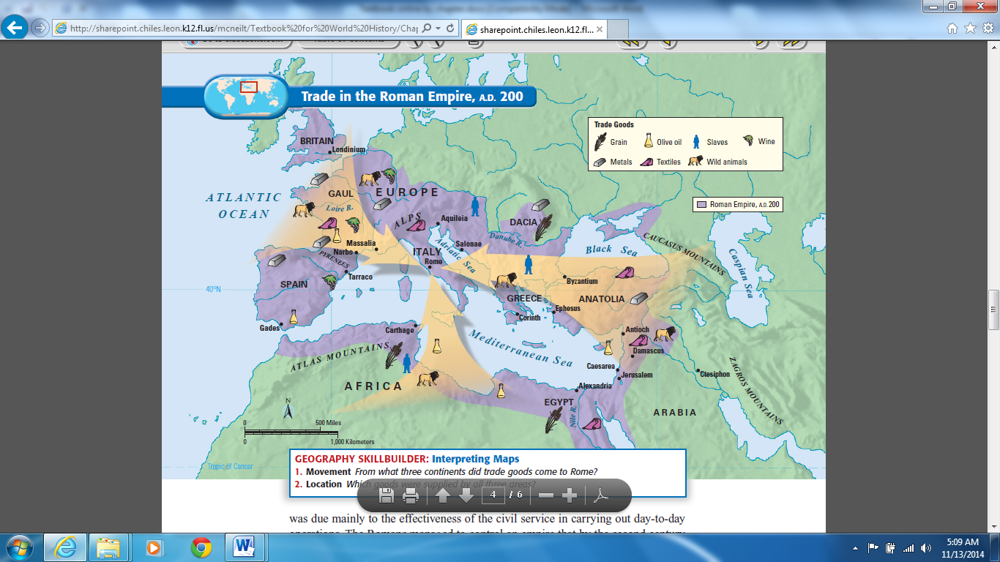 http://sharepoint.chiles.leon.k12.fl.us/mcneilt/Textbook%20for%20World%20History/Chap
sharepoint.chiles.leon.k12.fl...
Trade in the Roman Empire, A.D. 200
Trade Goods
Grain Olive oil Slaves Wine
Metals Textiles Wild animals
Roman Empire, A.D. 200
BRITAIN
Londinium
ATLANTIC
OCEAN
GAUL
EUROPE
Loire R.
ALPS
Aquileia
DACIA
Danube R.
Massalia
Narbo
PYRENEES
ITALY
Rome
Adriatic Sea
Salonae
Black Sea
CAUCASUS MOUNTAINS
Caspian Sea
SPAIN
Tarraco
40°N
Byzantium
GREECE
ANATOLIA
Ephesus
Corinth
Gades
Carthage
Mediterranean Sea
Antioch
Damascus
ATLAS MOUNTAINS
Caesarea
Jerusalem
Ctesiphon
ZAGROS MOUNTAINS
AFRICA
Alexandria
EGYPT
Nile R.
ARABIA
N
0 500 Miles
0 1,000 Kilometers
Tropic of Cancer
GEOGRAPHY SKILLBUILDER: Interpreting Maps
1. Movement From what three continents did trade goods come to Rome?
2. Location Which goods were supplied by all three areas?
4 / 6
was due mainly to the effectiveness of the civil service in carrying out day-to-day
operations. The Romans managed to control an empire that by the second century
5:09 AM
11/13/2014